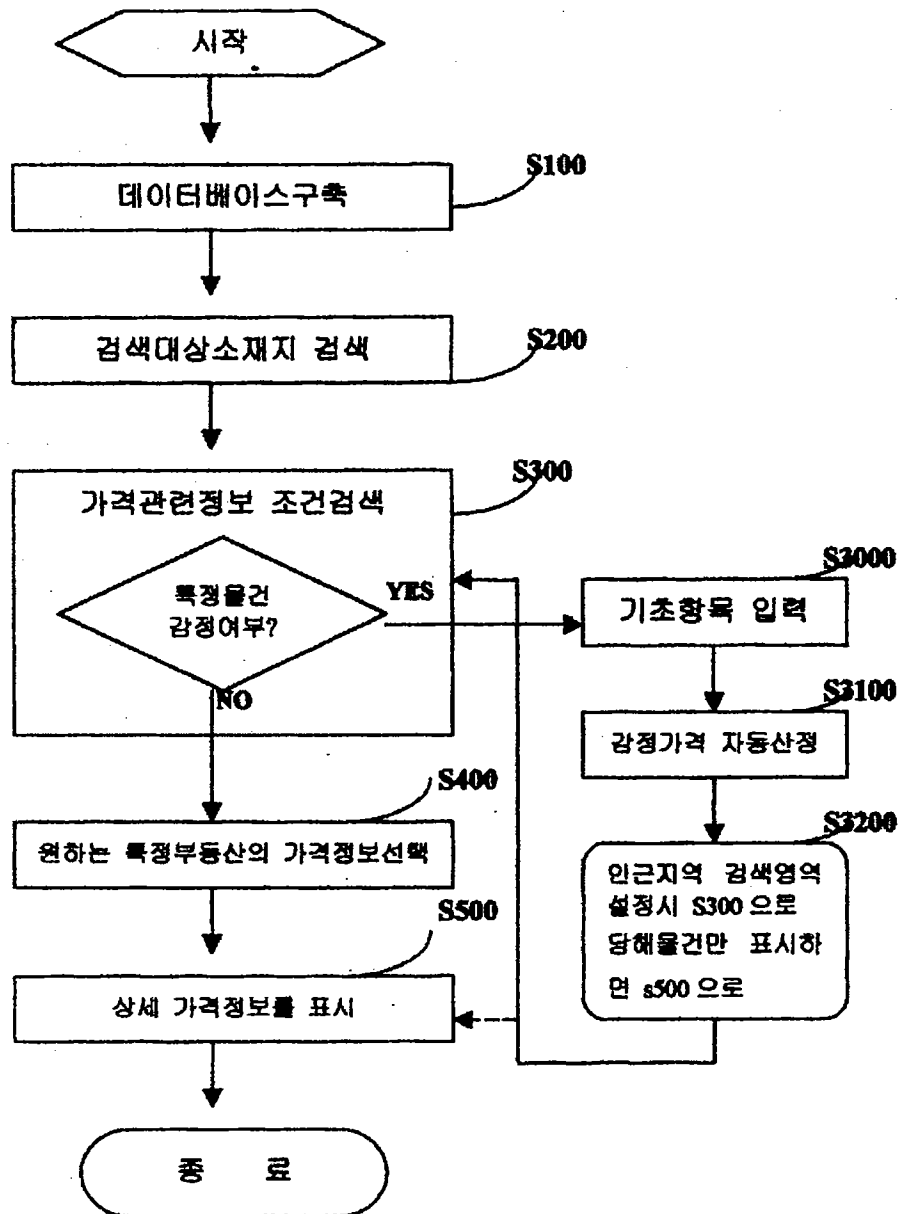 시작
S100
데이터베이스구축
S200
검색대상소재지 검색
S300
가격관련정보 조건검색
특정물건
감정여부?
YES
NO
S3000
기초항목 입력
S3100
감정가격 자동산정
S3200
인근지역 검색영역
설정시 S300 으로
당해물건만 표시하
면 s500 으로
S400
원하는 특정부동산의 가격정보선택
S500
상세 가격정보를 표시
종 료